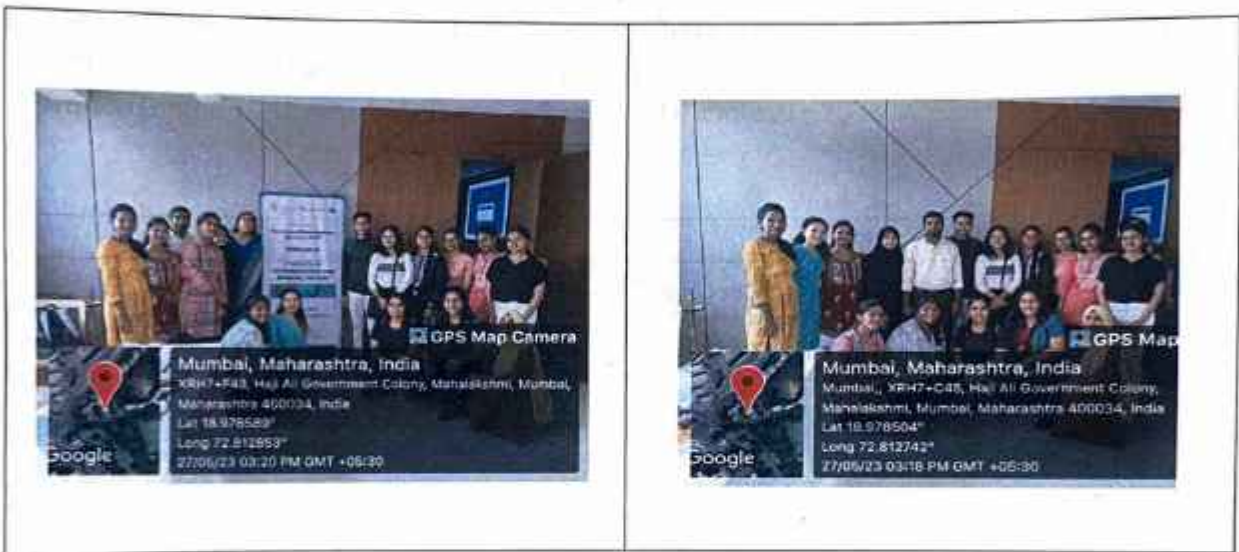 GPS Map Camera
Mumbai, Maharashtra, India
XRH7+F43, Haji Ali Government Colony, Mahalakshmi, Mumbai,
Maharashtra 400034, India
Lat 18.978589°
Long 72.812853°
27/05/23 03:20 PM GMT +05:30
Google
GPS Map
Mumbai, Maharashtra, India
Mumbai,, XRH7+C45, Haji Ali Government Colony,
Mahalakshmi, Mumbai, Maharashtra 400034, India
Lat 18.978504°
Long 72.812742°
27/05/23 03:18 PM GMT +05:30
Google